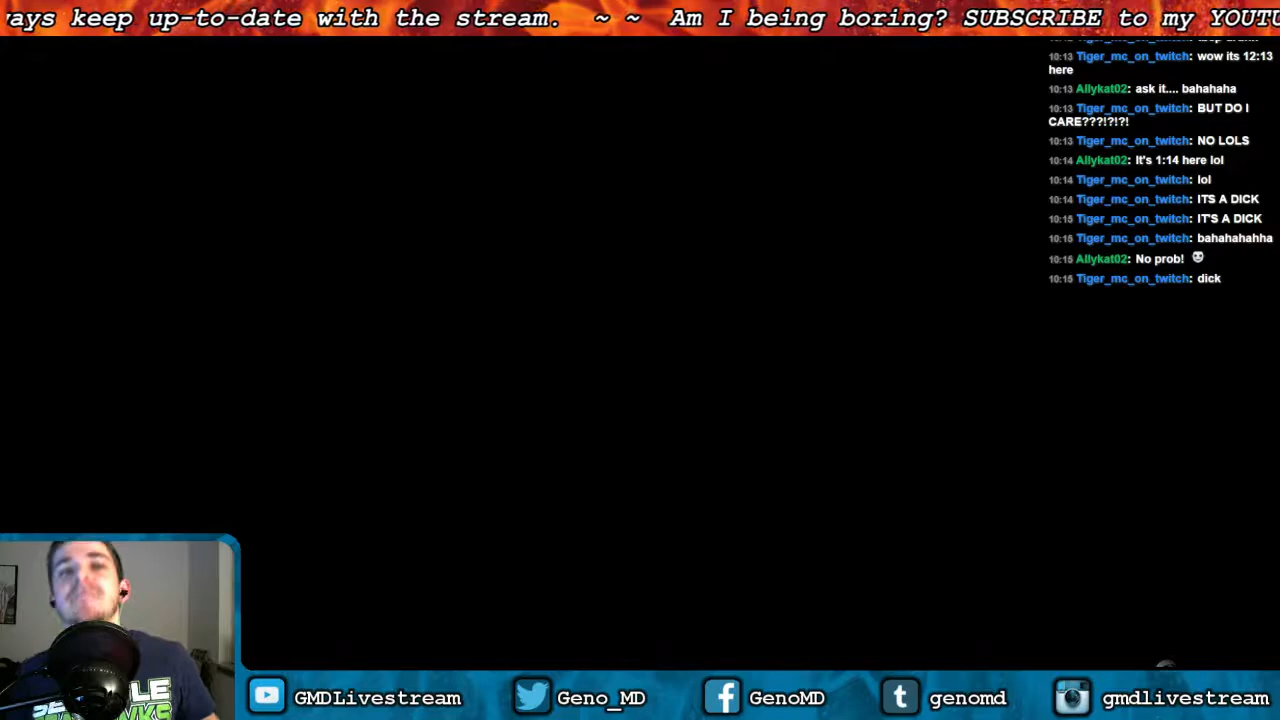 ays keep up-to-date with the stream. ~ ~ Am I being boring? SUBSCRIBE to my YOUTU
10:13 Tiger_mc_on_twitch: wow its 12:13
here
10:13 Allykat02: ask it.... bahahaha
10:13 Tiger_mc_on_twitch: BUT DO I
CARE???!?!?!
10:13 Tiger_mc_on_twitch: NO LOLS
10:14 Allykat02: It's 1:14 here lol
10:14 Tiger_mc_on_twitch: lol
10:14 Tiger_mc_on_twitch: ITS A DICK
10:15 Tiger_mc_on_twitch: IT'S A DICK
10:15 Tiger_mc_on_twitch: bahahahahha
10:15 Allykat02: No prob!
10:15 Tiger_mc_on_twitch: dick
GMDLivestream Geno_MD GenoMD genomd gmdlivestream